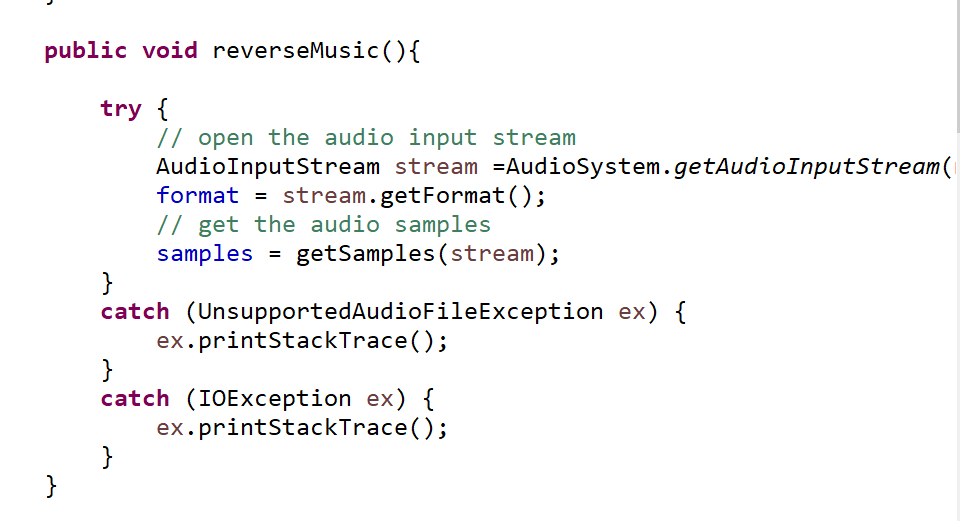 }
public void reverseMusic(){
try {
// open the audio input stream
AudioInputStream stream =AudioSystem.getAudioInputStream(
format = stream.getFormat();
// get the audio samples
samples = getSamples(stream);
}
catch (UnsupportedAudioFileException ex) {
ex.printStackTrace();
}
catch (IOException ex) {
ex.printStackTrace();
}
}